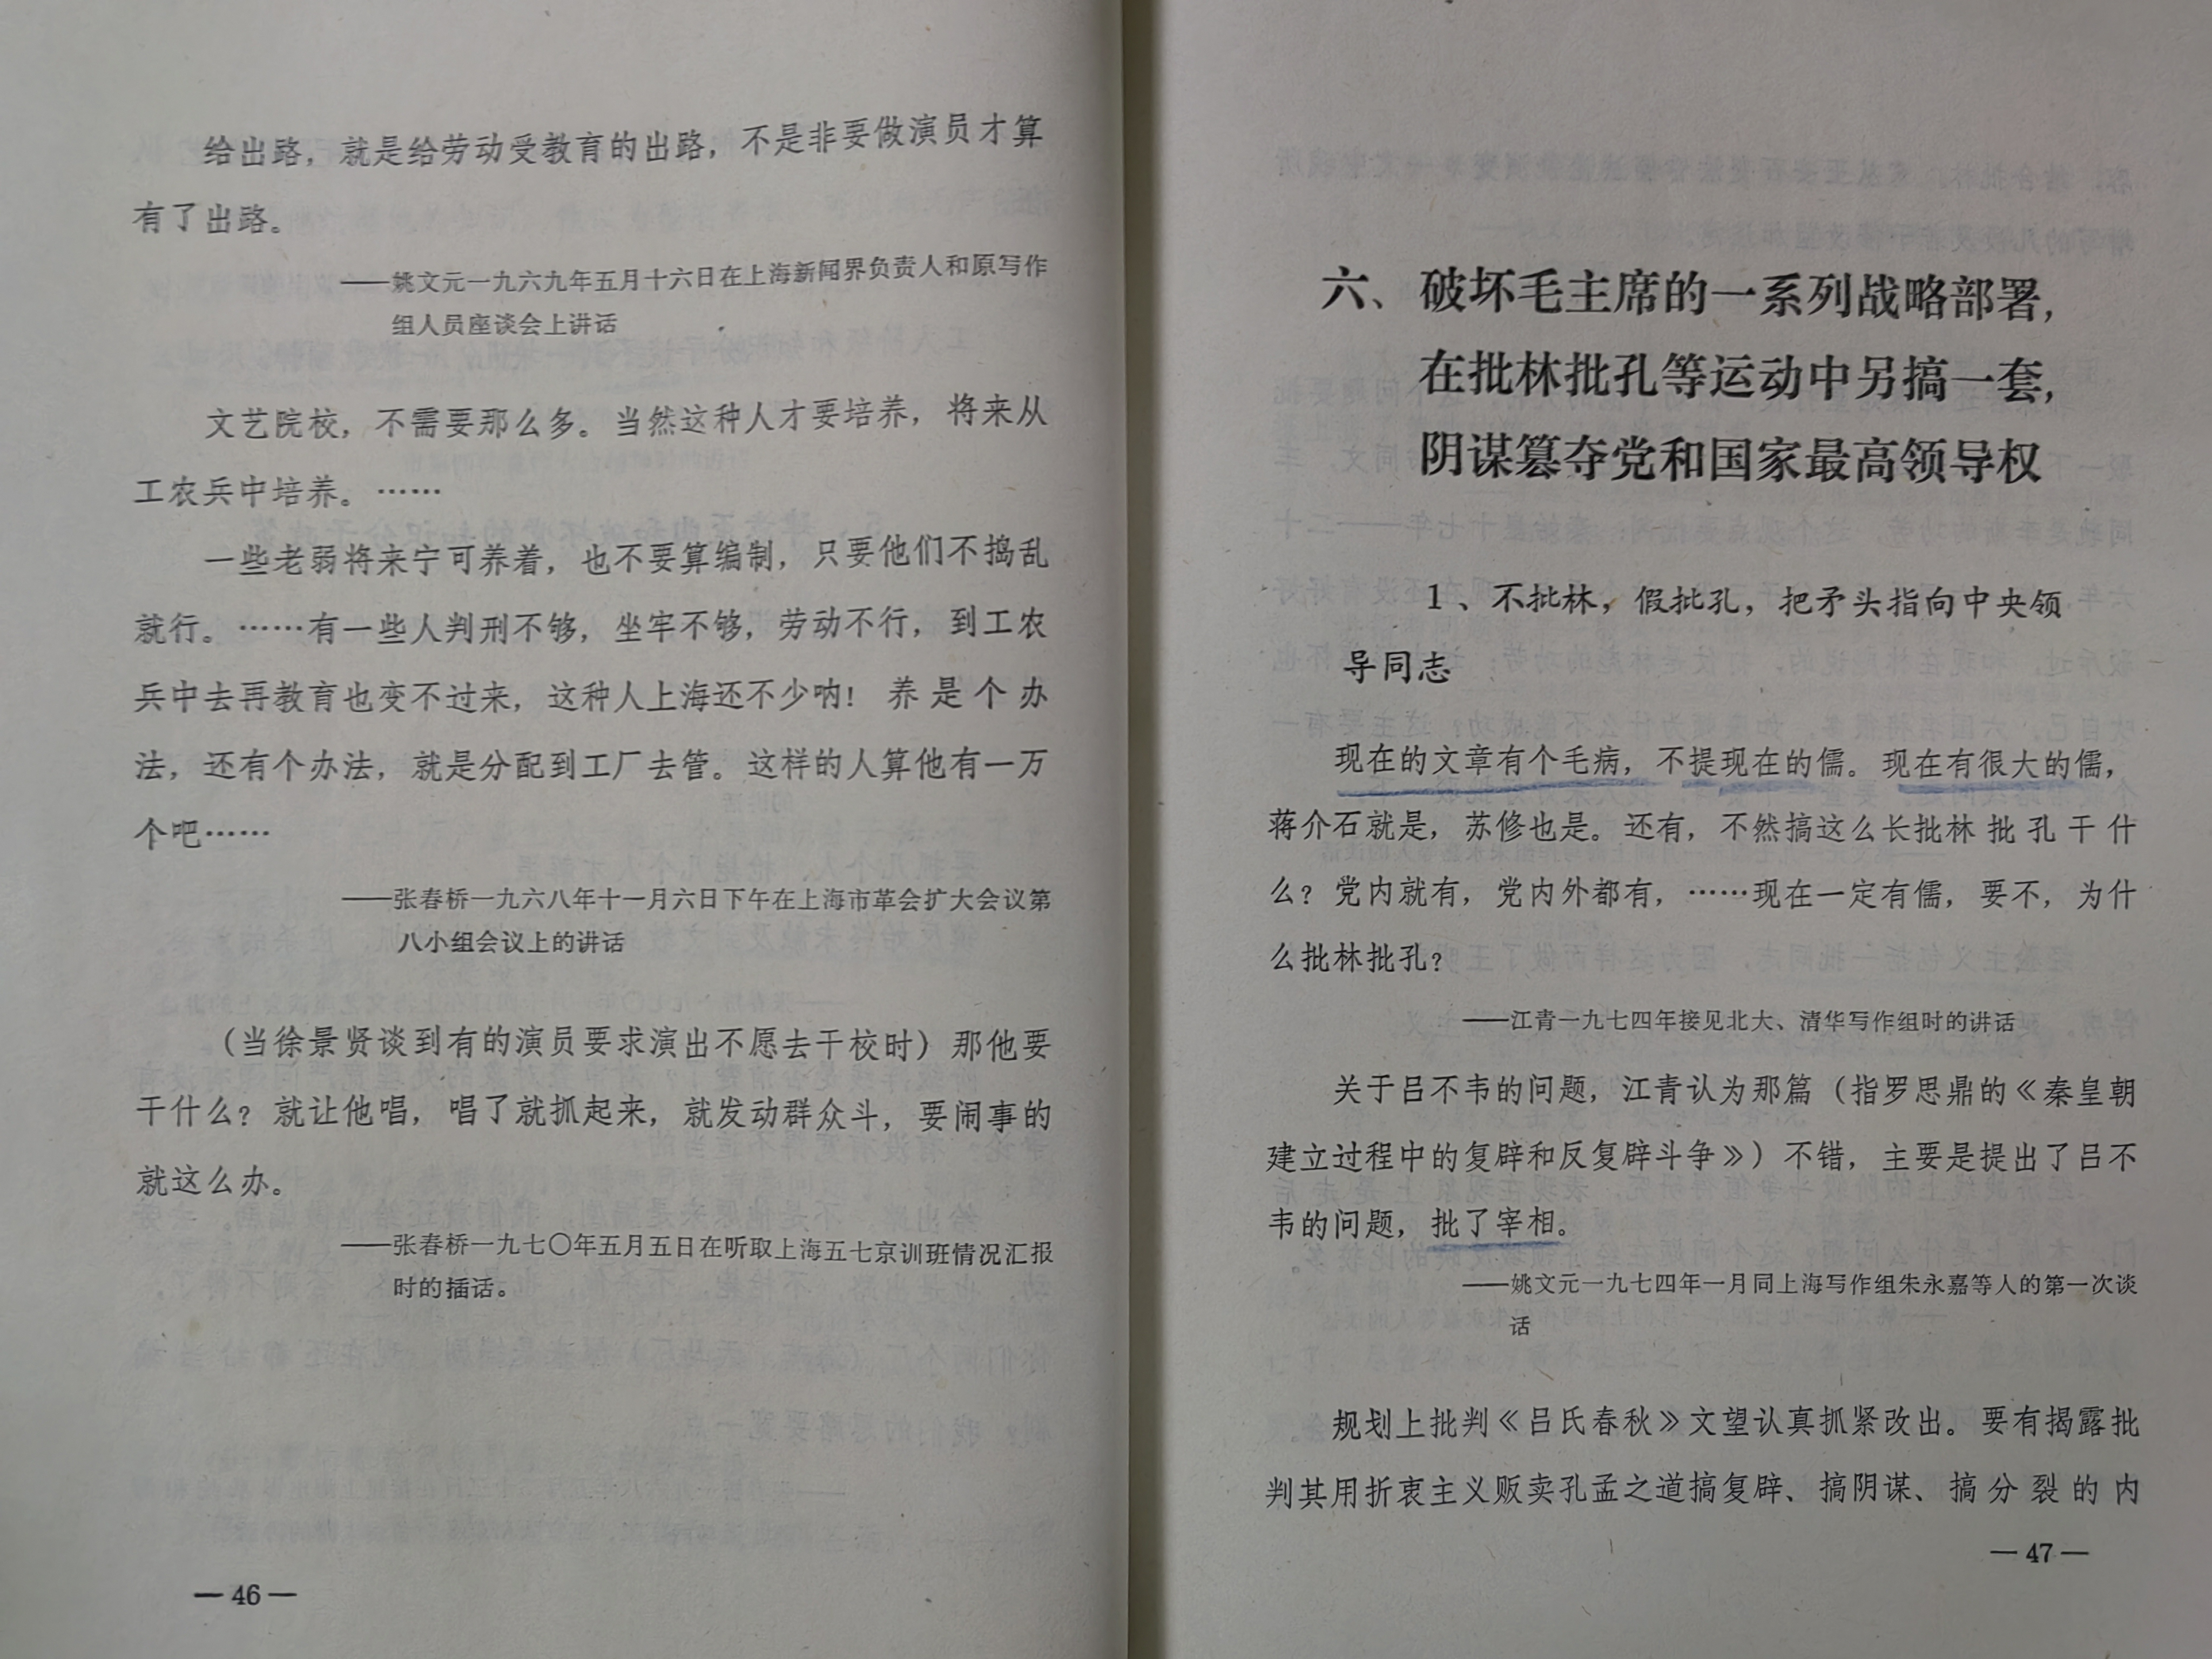 给出路，就是给劳动受教育的出路，不是非要做演员才算
有了出路。
——姚文元一九六九年五月十六日在上海新闻界负责人和原写作
组人员座谈会上讲话
文艺院校，不需要那么多。当然这种人才要培养，将来从
工农兵中培养。……
一些老弱将来宁可养着，也不要算编制，只要他们不捣乱
就行。……有一些人判刑不够，坐牢不够，劳动不行，到工农
兵中去再教育也变不过来，这种人上海还不少呐！养是个办
法，还有个办法，就是分配到工厂去管。这样的人算他有一万
个吧……
——张春桥一九六八年十一月六日下午在上海市革会扩大会议第
八小组会议上的讲话
（当徐景贤谈到有的演员要求演出不愿去干校时）那他要
干什么？就让他唱，唱了就抓起来，就发动群众斗，要闹事的
就这么办。
——张春桥一九七〇年五月五日在听取上海五七京训班情况汇报
时的插话。
— 46 —
六、破坏毛主席的一系列战略部署，
在批林批孔等运动中另搞一套，
阴谋篡夺党和国家最高领导权
1、不批林，假批孔，把矛头指向中央领
导同志
现在的文章有个毛病，不提现在的儒。现在有很大的儒，
蒋介石就是，苏修也是。还有，不然搞这么长批林批孔干什
么？党内就有，党内外都有，……现在一定有儒，要不，为什
么批林批孔？
——江青一九七四年接见北大、清华写作组时的讲话
关于吕不韦的问题，江青认为那篇（指罗思鼎的《秦皇朝
建立过程中的复辟和反复辟斗争》）不错，主要是提出了吕不
韦的问题，批了宰相。
——姚文元一九七四年一月同上海写作组朱永嘉等人的第一次谈
话
规划上批判《吕氏春秋》文望认真抓紧改出。要有揭露批
判其用折衷主义贩卖孔孟之道搞复辟、搞阴谋、搞分裂的内
— 47 —